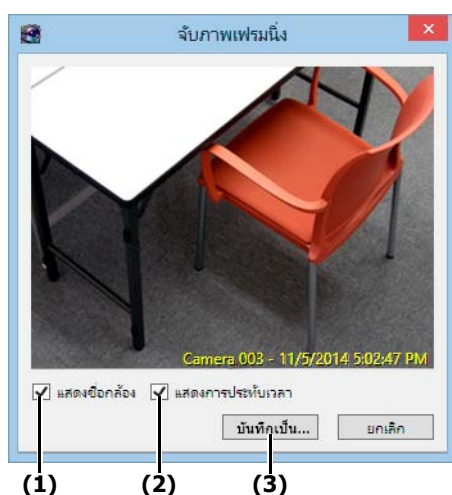 จับภาพเฟรมนิ่ง
Camera 003 - 11/5/2014 5:02:47 PM
แสดงชื่อกล้อง แสดงการประทับเวลา
บันทึกเป็น... ยกเลิก
(1) (2) (3)